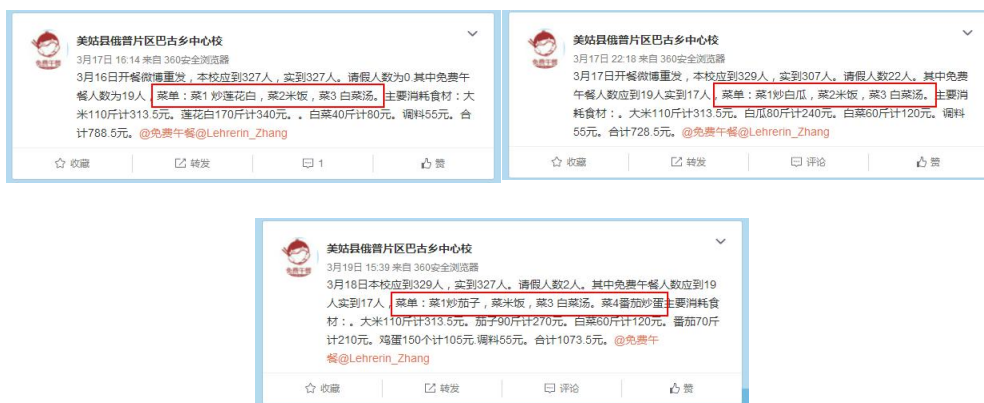 美姑县俄普片区巴古乡中心校
3月17日 16:14 来自 360安全浏览器
3月16日开餐微博重发，本校应到327人，实到327人。请假人数为0.其中免费午
餐人数为19人，菜单：菜1 炒莲花白，菜2米饭，菜3 白菜汤。主要消耗食材：大
米110斤计313.5元。莲花白170斤计340元。。白菜40斤计80元。调料55元。合
计788.5元。@免费午餐@Lehrerin_Zhang
收藏 转发 1 赞
免费午餐
美姑县俄普片区巴古乡中心校
3月17日 22:18 来自 360安全浏览器
3月17日开餐微博重发，本校应到329人，实到307人。请假人数22人。其中免费
午餐人数应到19人实到17人，菜单：菜1炒白瓜，菜2米饭，菜3 白菜汤。主要消
耗食材：。大米110斤计313.5元。白瓜80斤计240元。白菜60斤计120元。调料
55元。合计728.5元。@免费午餐@Lehrerin_Zhang
收藏 转发 评论 赞
免费午餐
美姑县俄普片区巴古乡中心校
3月19日 15:39 来自 360安全浏览器
3月18日本校应到329人，实到327人。请假人数2人。其中免费午餐人数应到19
人实到17人，菜单：菜1炒茄子，菜米饭，菜3 白菜汤。菜4番茄炒蛋主要消耗食
材：。大米110斤计313.5元。茄子90斤计270元。白菜60斤计120元。番茄70斤
计210元。鸡蛋150个计105元.调料55元。合计1073.5元。@免费午
餐@Lehrerin_Zhang
收藏 转发 评论 赞
免费午餐